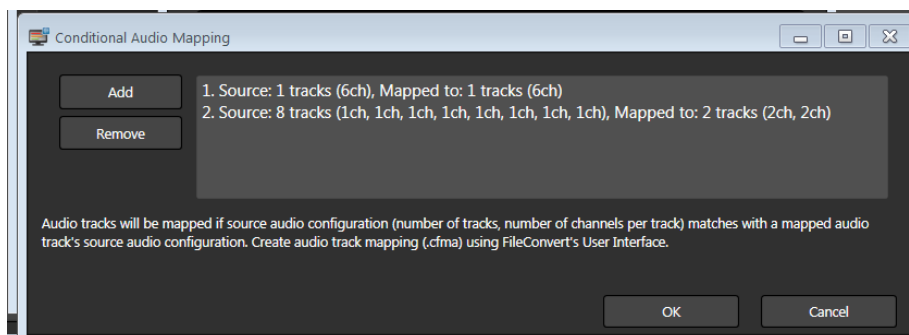 Conditional Audio Mapping
Add
Remove
1. Source: 1 tracks (6ch), Mapped to: 1 tracks (6ch)
2. Source: 8 tracks (1ch, 1ch, 1ch, 1ch, 1ch, 1ch, 1ch, 1ch), Mapped to: 2 tracks (2ch, 2ch)
Audio tracks will be mapped if source audio configuration (number of tracks, number of channels per track) matches with a mapped audio
track's source audio configuration. Create audio track mapping (.cfma) using FileConvert's User Interface.
OK
Cancel